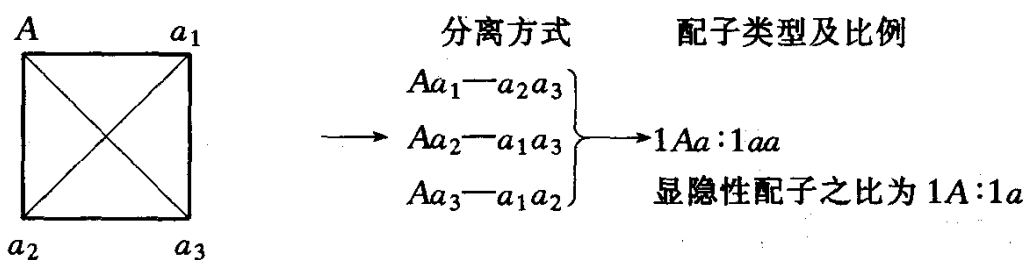 A a₁ 分离方式 配子类型及比例
Aa₁—a₂a₃
Aa₂—a₁a₃ 1Aa:1aa
Aa₃—a₁a₂ 显隐性配子之比为 1A:1a
a₂ a₃